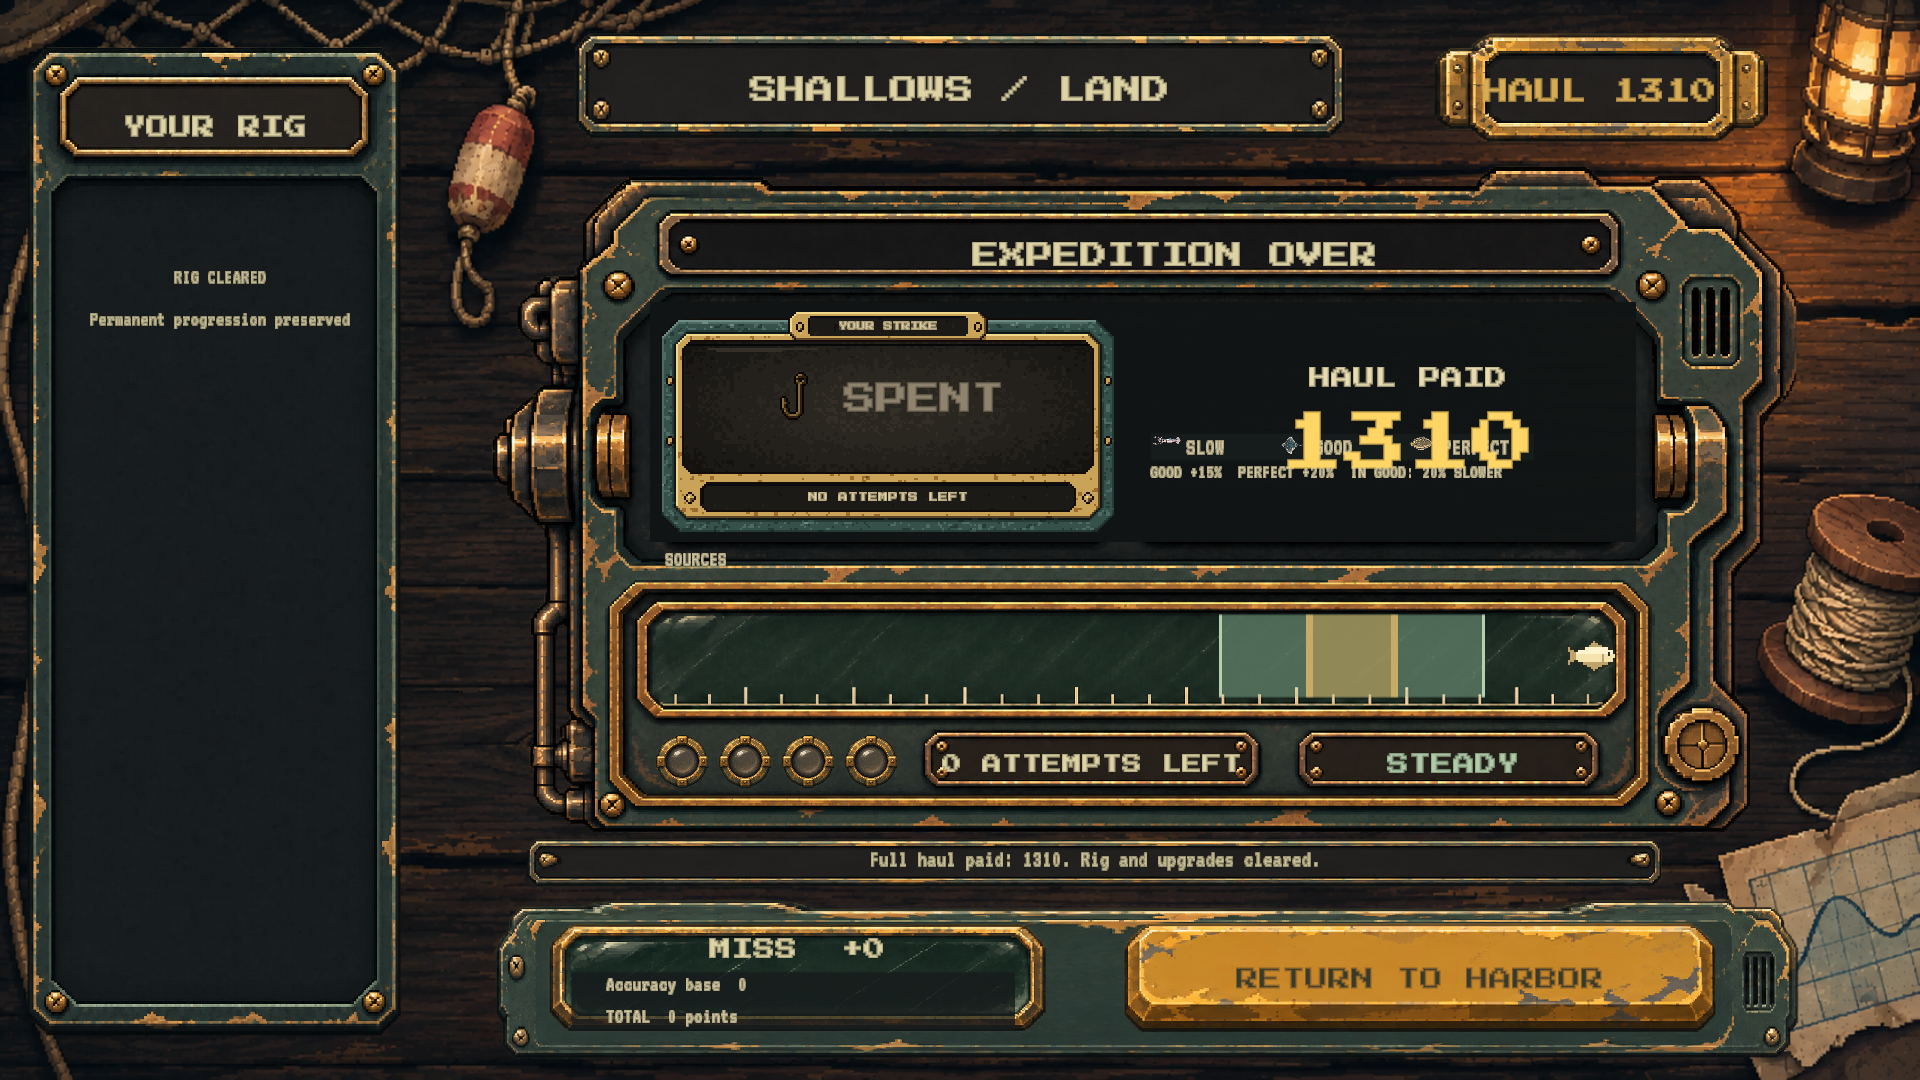 YOUR RIG
RIG CLEARED
Permanent progression preserved
SHALLOWS / LAND
HAUL 1310
EXPEDITION OVER
YOUR STRIKE
SPENT
NO ATTEMPTS LEFT
HAUL PAID
1310
SLOW GOOD PERFECT
GOOD +15% PERFECT +20% IN GOOD: 20% SLOWER
SOURCES
0 ATTEMPTS LEFT
STEADY
Full haul paid: 1310. Rig and upgrades cleared.
MISS +0
Accuracy base 0
TOTAL 0 points
RETURN TO HARBOR